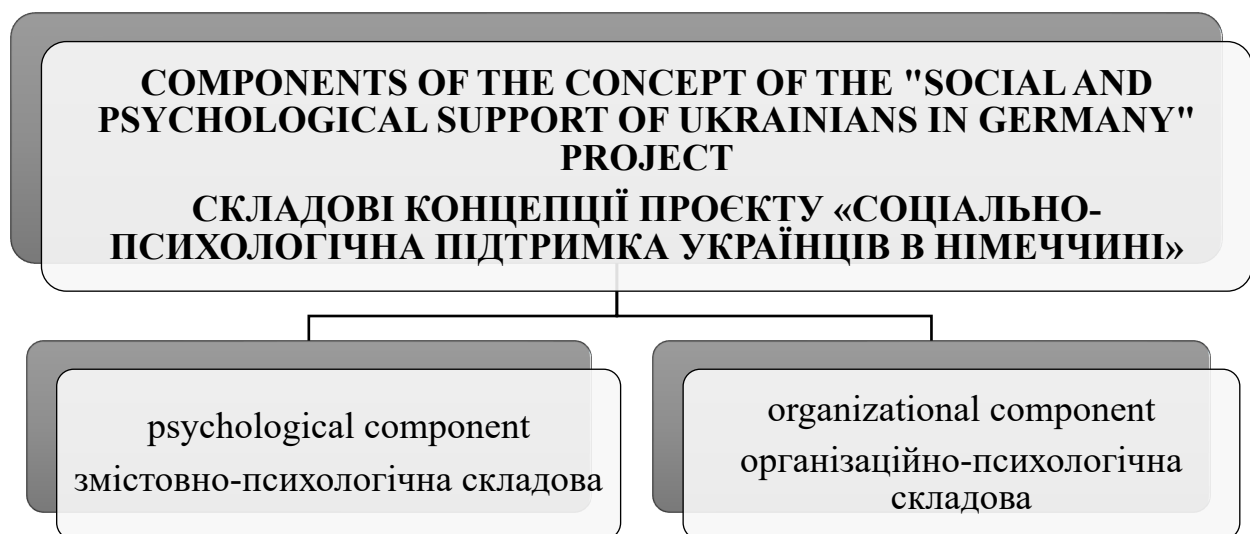 COMPONENTS OF THE CONCEPT OF THE "SOCIAL AND
PSYCHOLOGICAL SUPPORT OF UKRAINIANS IN GERMANY"
PROJECT
СКЛАДОВІ КОНЦЕПЦІЇ ПРОЄКТУ «СОЦІАЛЬНО-
ПСИХОЛОГІЧНА ПІДТРИМКА УКРАЇНЦІВ В НІМЕЧЧИНІ»
psychological component
змістовно-психологічна складова
organizational component
організаційно-психологічна
складова